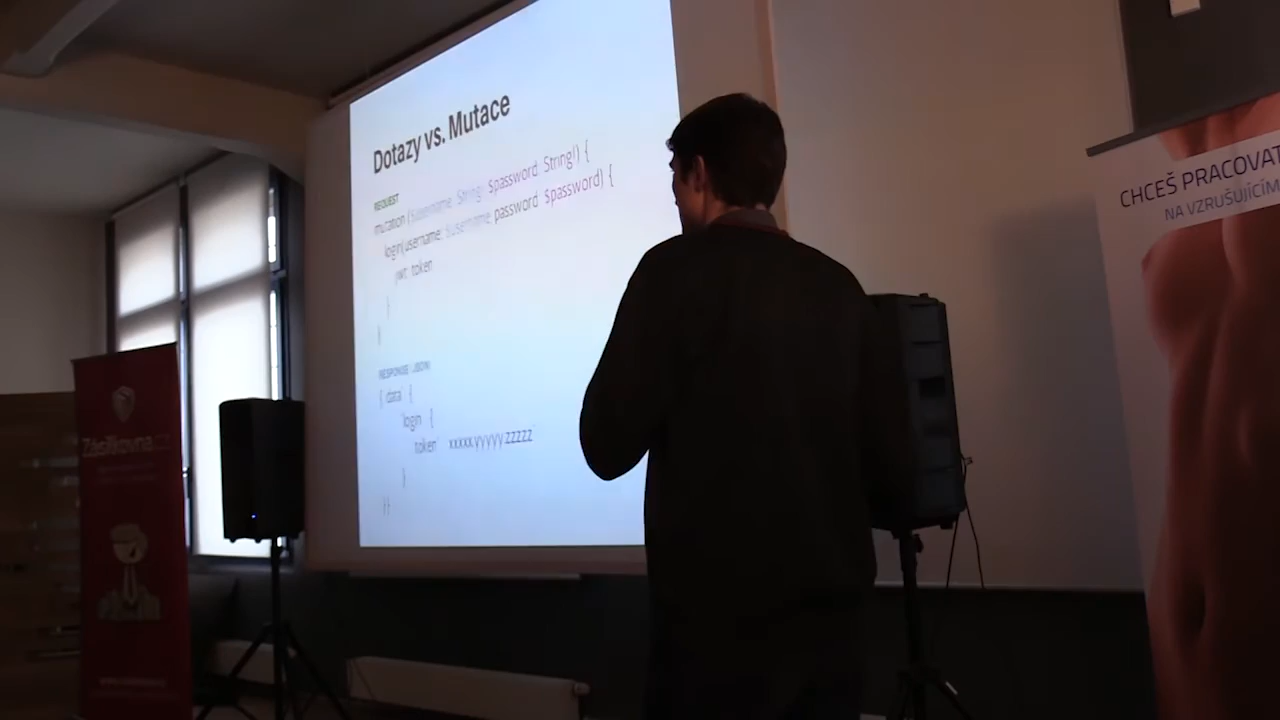 Dotazy vs. Mutace
REQUEST
mutation ($username: String!, $password: String!) {
login(username: $username, password: $password) {
jwt: token
}
}
RESPONSE (JSON)
{ data {
login {
token xxxxx.yyyyy.zzzzz
}
}}
Zásilkovna.cz
CHCEŠ PRACOVAT
NA VZRUŠUJÍCÍM